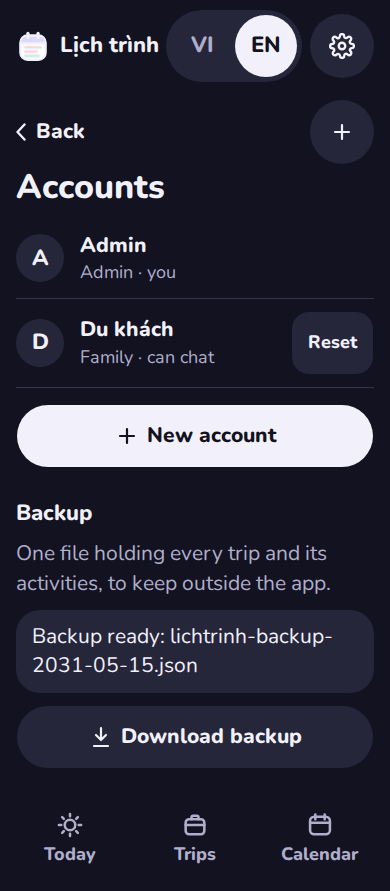 Lịch trình
VI
EN
Back
Accounts
A
Admin
Admin · you
D
Du khách
Family · can chat
Reset
New account
Backup
One file holding every trip and its
activities, to keep outside the app.
Backup ready: lichtrinh-backup-
2031-05-15.json
Download backup
Today
Trips
Calendar